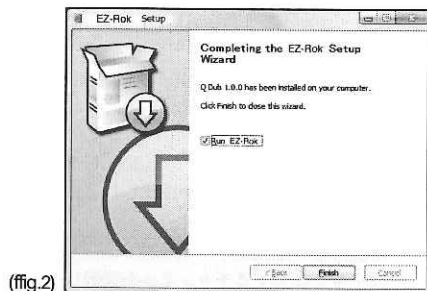 EZ-Rok Setup
Completing the EZ-Rok Setup
Wizard
Q Dub 1.0.0 has been installed on your computer.
Click Finish to close this wizard.
Run EZ-Rok
< Back Finish Cancel
(ffig.2)